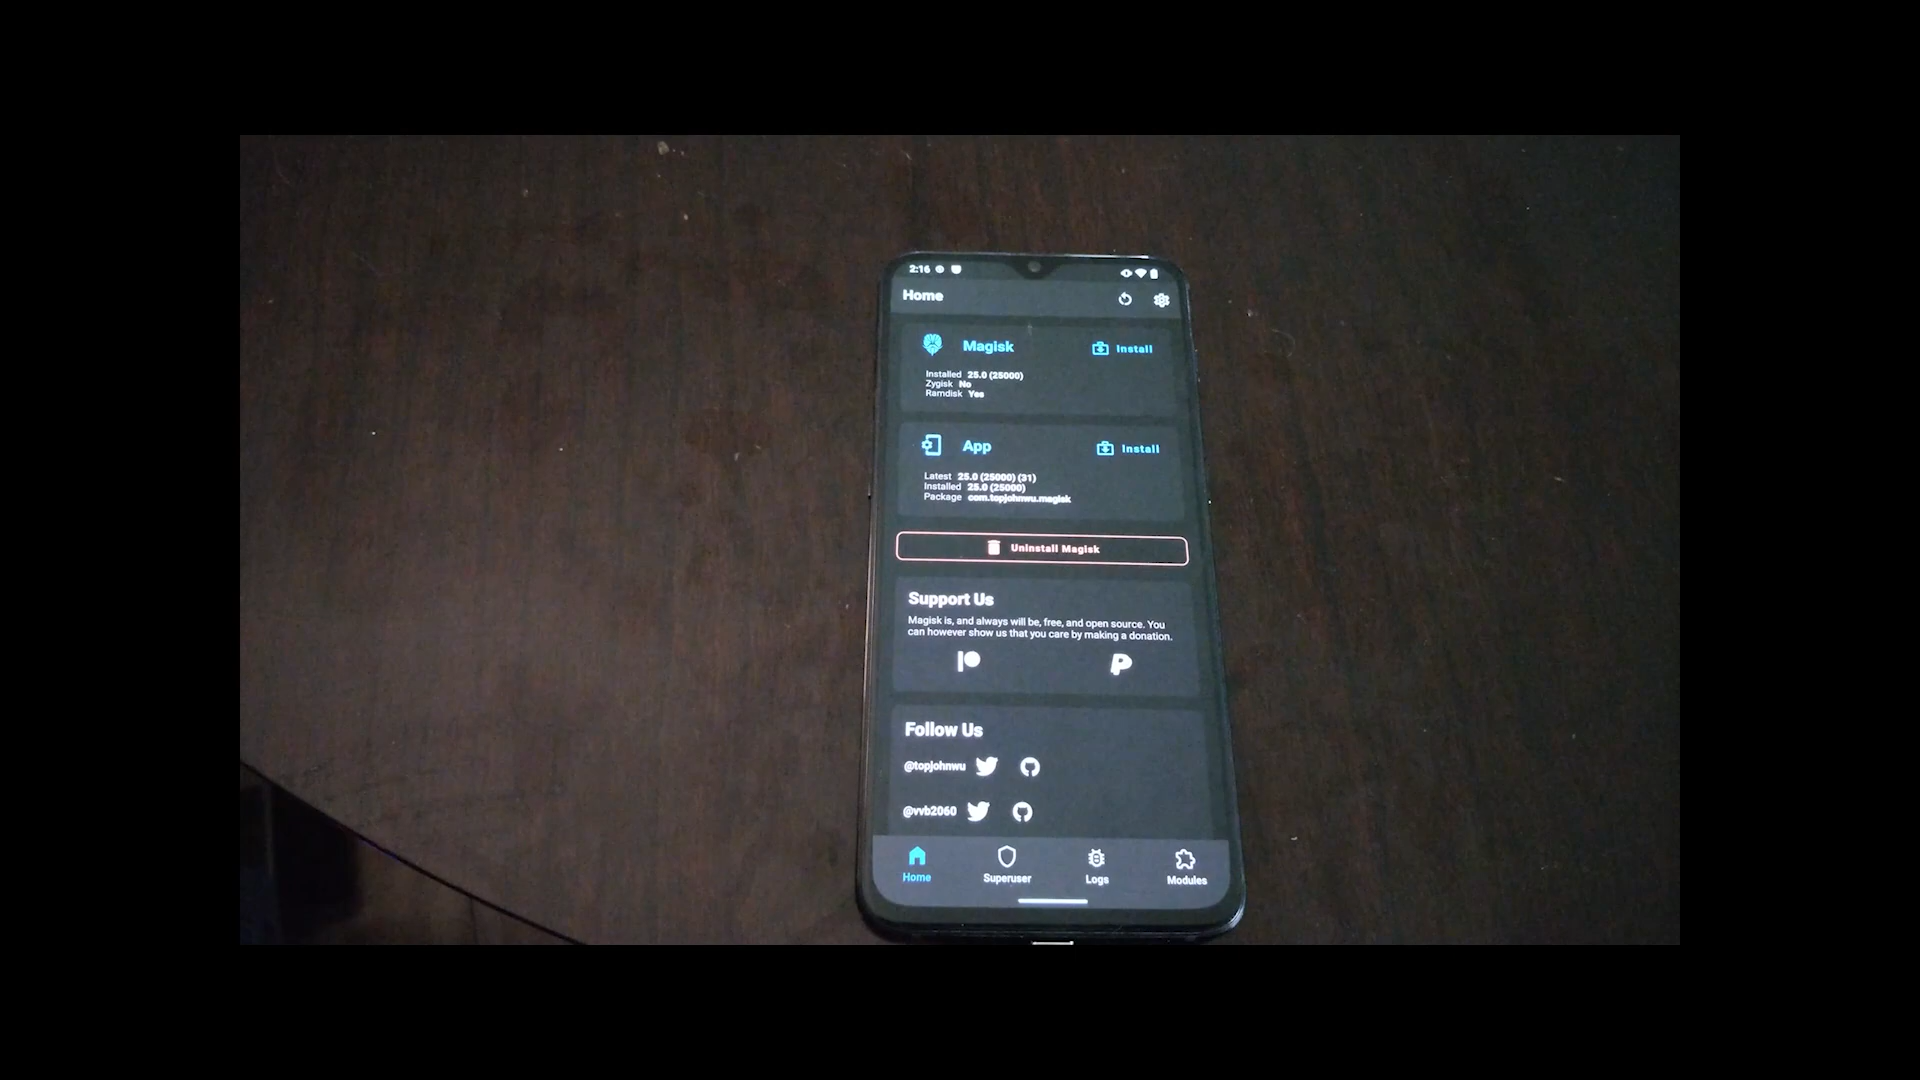 2:16
Home
Magisk
Install
Installed 25.0 (25000)
Zygisk No
Ramdisk Yes
App
Install
Latest 25.0 (25000) (31)
Installed 25.0 (25000)
Package com.topjohnwu.magisk
Uninstall Magisk
Support Us
Magisk is, and always will be, free, and open source. You
can however show us that you care by making a donation.
Follow Us
@topjohnwu
@vvb2060
Home Superuser Logs Modules